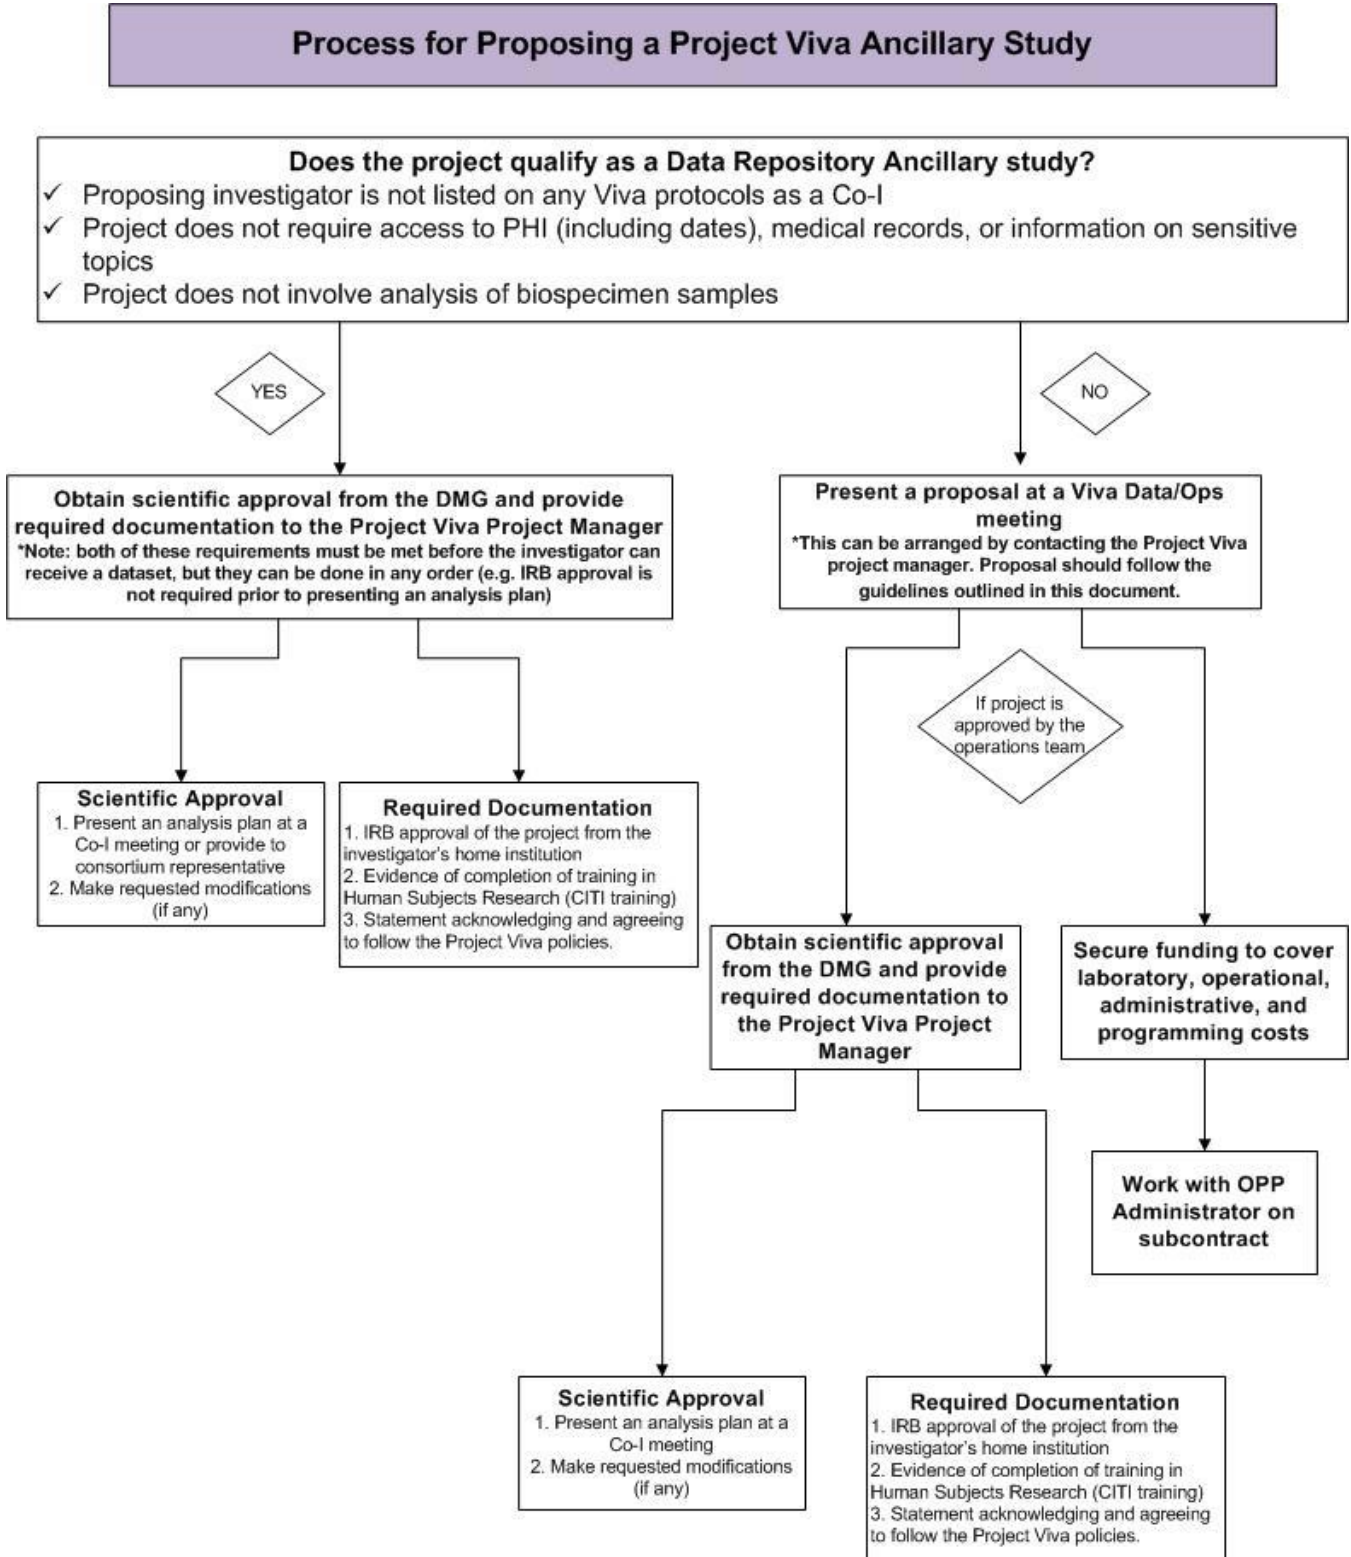 Process for Proposing a Project Viva Ancillary Study
Does the project qualify as a Data Repository Ancillary study?
✓ Proposing investigator is not listed on any Viva protocols as a Co-I
✓ Project does not require access to PHI (including dates), medical records, or information on sensitive
topics
✓ Project does not involve analysis of biospecimen samples
YES
NO
Obtain scientific approval from the DMG and provide
required documentation to the Project Viva Project Manager
*Note: both of these requirements must be met before the investigator can
receive a dataset, but they can be done in any order (e.g. IRB approval is
not required prior to presenting an analysis plan)
Present a proposal at a Viva Data/Ops
meeting
*This can be arranged by contacting the Project Viva
project manager. Proposal should follow the
guidelines outlined in this document.
If project is
approved by the
operations team
Scientific Approval
1. Present an analysis plan at a
Co-I meeting or provide to
consortium representative
2. Make requested modifications
(if any)
Required Documentation
1. IRB approval of the project from the
investigator's home institution
2. Evidence of completion of training in
Human Subjects Research (CITI training)
3. Statement acknowledging and agreeing
to follow the Project Viva policies.
Obtain scientific approval
from the DMG and provide
required documentation to
the Project Viva Project
Manager
Secure funding to cover
laboratory, operational,
administrative, and
programming costs
Work with OPP
Administrator on
subcontract
Scientific Approval
1. Present an analysis plan at a
Co-I meeting
2. Make requested modifications
(if any)
Required Documentation
1. IRB approval of the project from the
investigator's home institution
2. Evidence of completion of training in
Human Subjects Research (CITI training)
3. Statement acknowledging and agreeing
to follow the Project Viva policies.